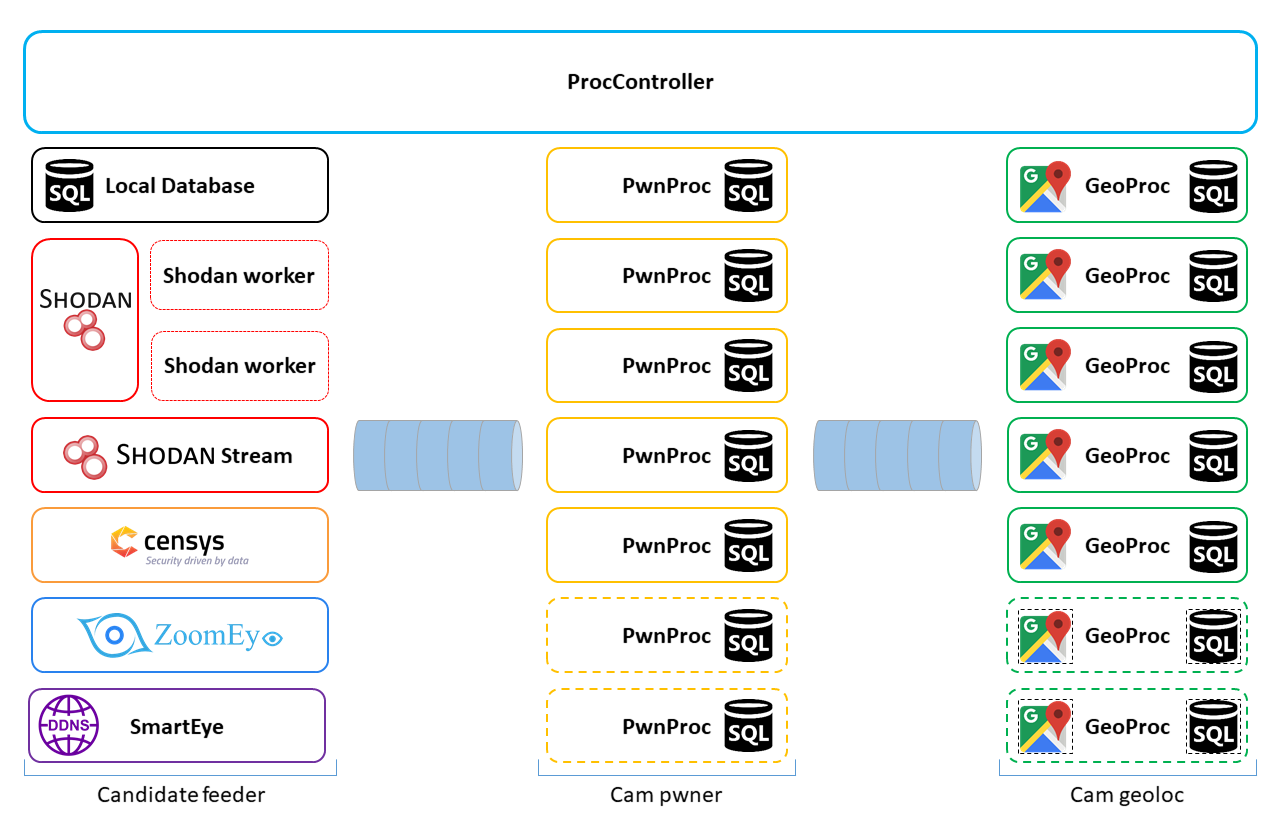 ProcController
SQL Local Database
SHODAN
Shodan worker
Shodan worker
SHODAN Stream
censys
Security driven by data
ZoomEye
DDNS SmartEye
Candidate feeder
PwnProc SQL
PwnProc SQL
PwnProc SQL
PwnProc SQL
PwnProc SQL
PwnProc SQL
PwnProc SQL
Cam pwner
G GeoProc SQL
G GeoProc SQL
G GeoProc SQL
G GeoProc SQL
G GeoProc SQL
G GeoProc SQL
G GeoProc SQL
Cam geoloc